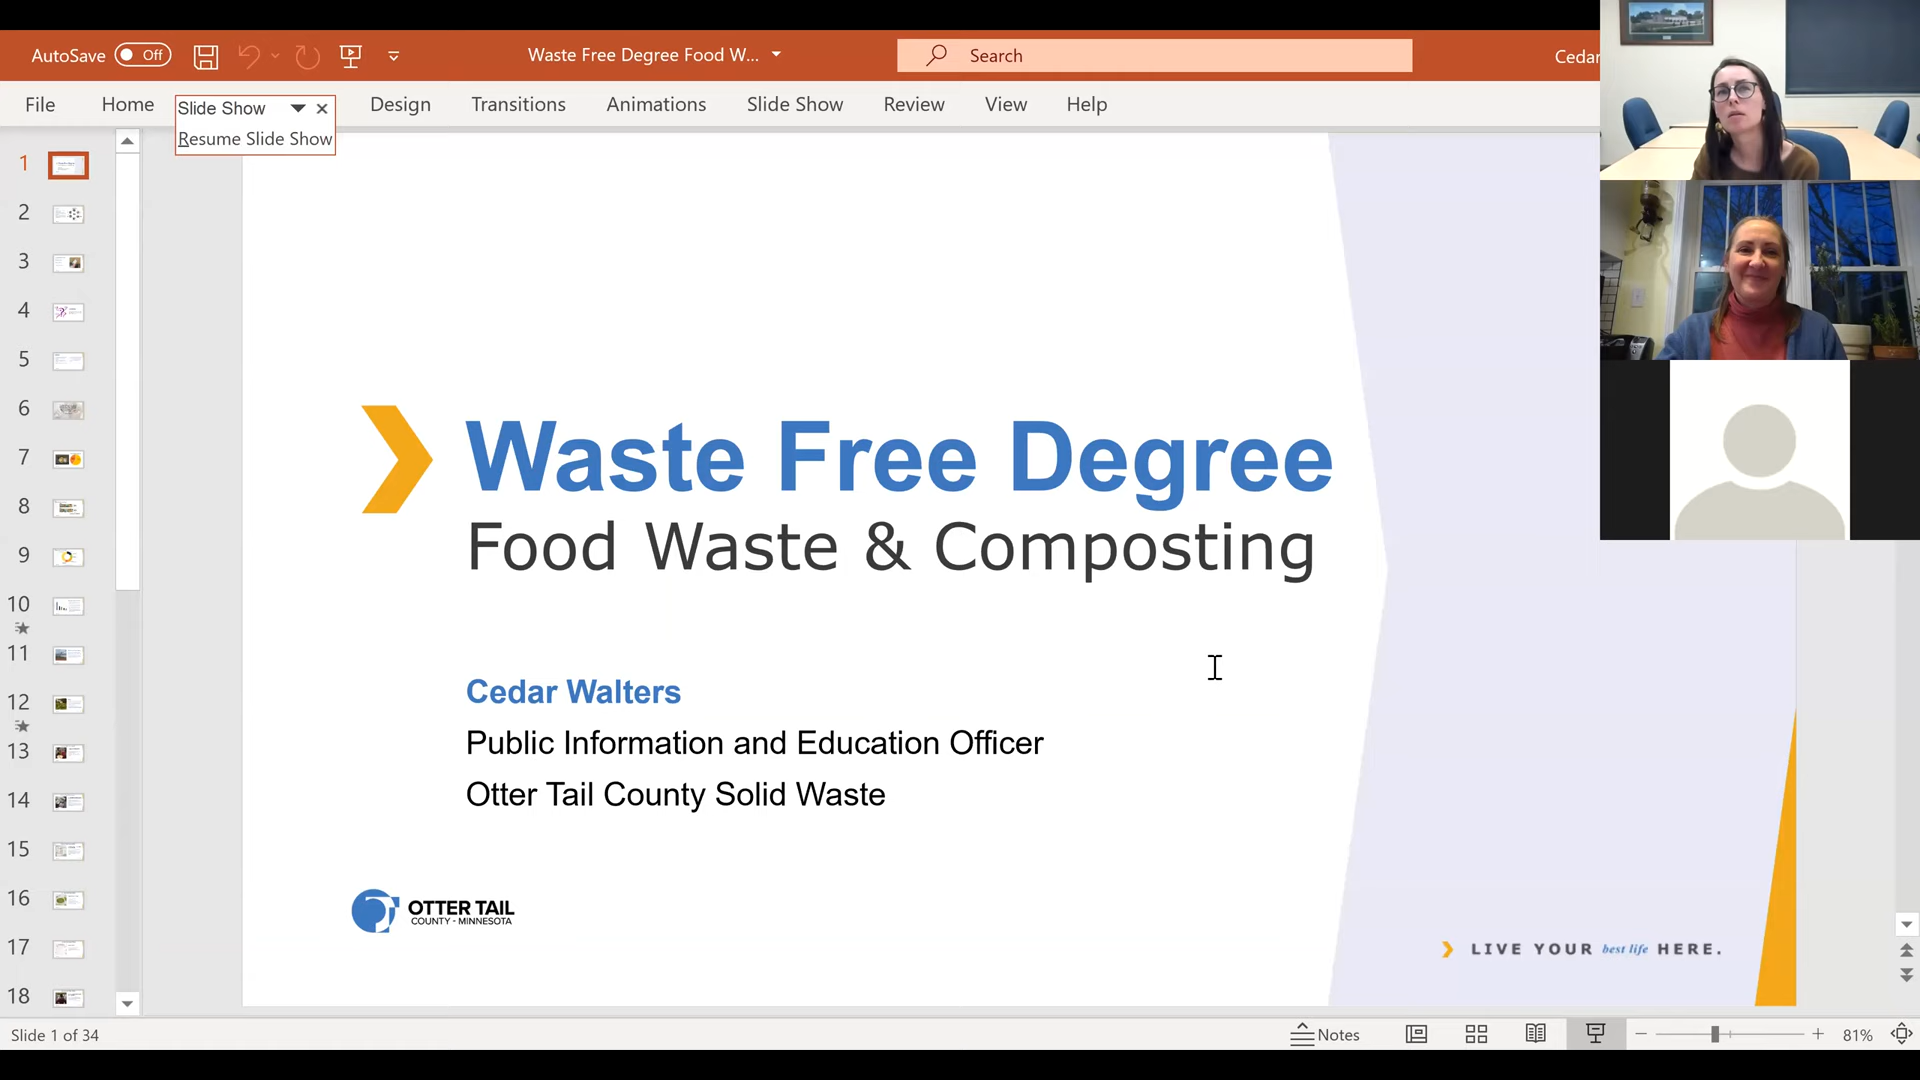 AutoSave Off
Waste Free Degree Food W...
Search
Cedar
File Home Design Transitions Animations Slide Show Review View Help
Slide Show
Resume Slide Show
1
2
3
4
5
6
7
8
9
10
11
12
13
14
15
16
17
18
Waste Free Degree
Food Waste & Composting
Cedar Walters
Public Information and Education Officer
Otter Tail County Solid Waste
OTTER TAIL
COUNTY - MINNESOTA
LIVE YOUR best life HERE.
Slide 1 of 34
Notes
81%